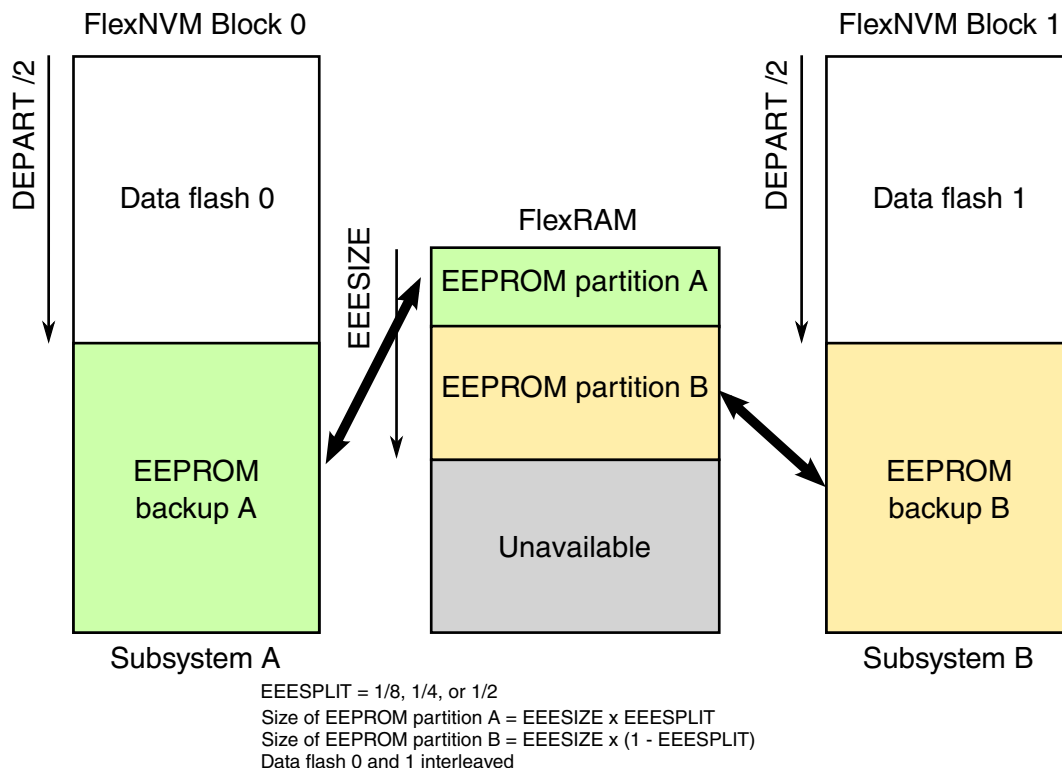 FlexNVM Block 0
FlexNVM Block 1
DEPART /2
Data flash 0
DEPART /2
Data flash 1
FlexRAM
EEESIZE
EEPROM partition A
EEPROM partition B
EEPROM
backup A
EEPROM
backup B
Unavailable
Subsystem A
Subsystem B
EEESPLIT = 1/8, 1/4, or 1/2
Size of EEPROM partition A = EEESIZE x EEESPLIT
Size of EEPROM partition B = EEESIZE x (1 - EEESPLIT)
Data flash 0 and 1 interleaved